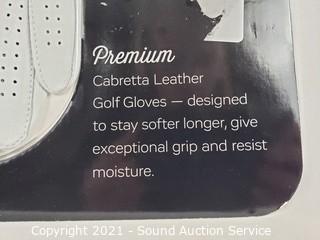 Premium
Cabretta Leather
Golf Gloves — designed
to stay softer longer, give
exceptional grip and resist
moisture.
Copyright 2021 - Sound Auction Service